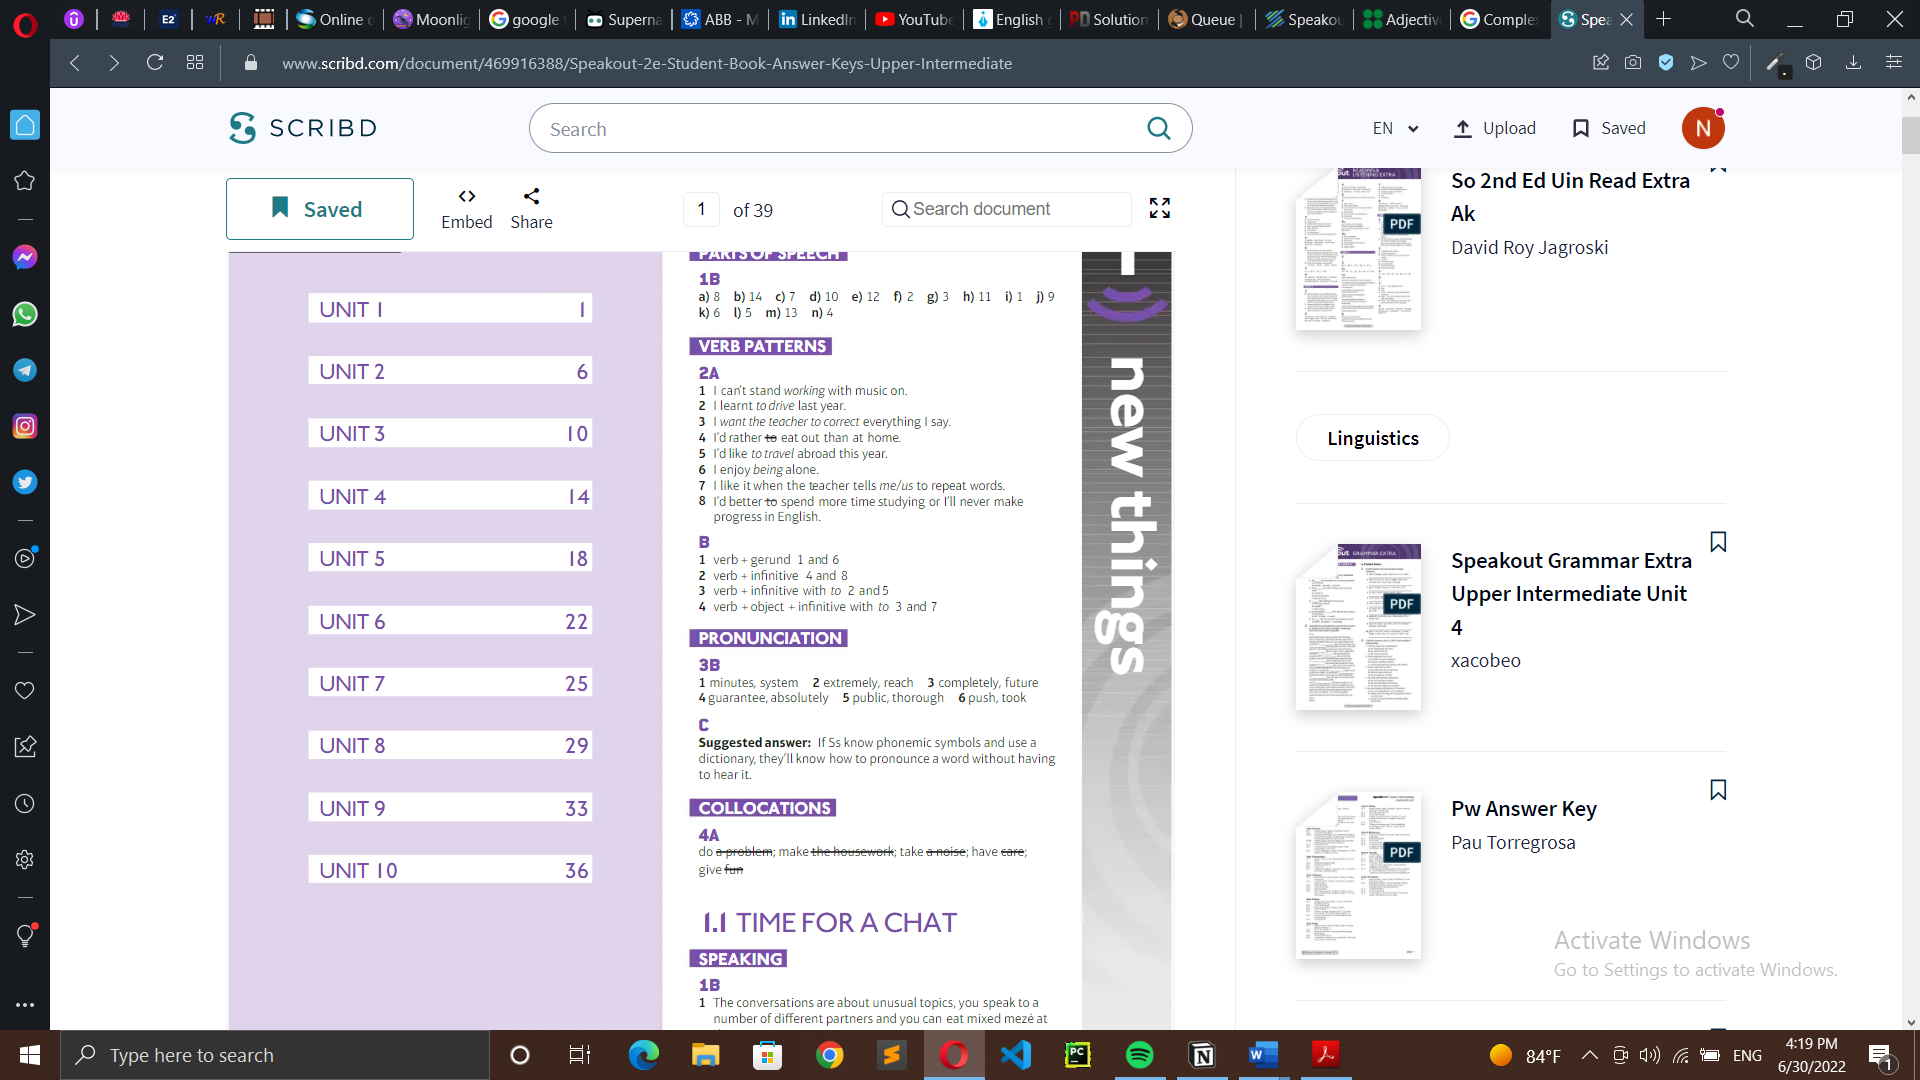 Online
Moonlig
google
Superna
ABB - M
LinkedIn
YouTube
English
Solution
Queue |
Speakou
Adjectiv
Comple
Spea
www.scribd.com/document/469916388/Speakout-2e-Student-Book-Answer-Keys-Upper-Intermediate
SCRIBD
Search
EN
Upload
Saved
N
Saved
Embed
Share
1 of 39
Search document
UNIT 1 1
UNIT 2 6
UNIT 3 10
UNIT 4 14
UNIT 5 18
UNIT 6 22
UNIT 7 25
UNIT 8 29
UNIT 9 33
UNIT 10 36
PARTS OF SPEECH
1B
a) 8 b) 14 c) 7 d) 10 e) 12 f) 2 g) 3 h) 11 i) 1 j) 9
k) 6 l) 5 m) 13 n) 4
VERB PATTERNS
2A
1 I can't stand working with music on.
2 I learnt to drive last year.
3 I want the teacher to correct everything I say.
4 I'd rather to eat out than at home.
5 I'd like to travel abroad this year.
6 I enjoy being alone.
7 I like it when the teacher tells me/us to repeat words.
8 I'd better to spend more time studying or I'll never make
progress in English.
B
1 verb + gerund 1 and 6
2 verb + infinitive 4 and 8
3 verb + infinitive with to 2 and 5
4 verb + object + infinitive with to 3 and 7
PRONUNCIATION
3B
1 minutes, system 2 extremely, reach 3 completely, future
4 guarantee, absolutely 5 public, thorough 6 push, took
C
Suggested answer: If Ss know phonemic symbols and use a
dictionary, they'll know how to pronounce a word without having
to hear it.
COLLOCATIONS
4A
do a problem; make the housework; take a noise; have care;
give fun
1.1 TIME FOR A CHAT
SPEAKING
1B
1 The conversations are about unusual topics, you speak to a
number of different partners and you can eat mixed mezé at
new things
So 2nd Ed Uin Read Extra
Ak
David Roy Jagroski
PDF
Linguistics
Speakout Grammar Extra
Upper Intermediate Unit
4
xacobeo
PDF
Pw Answer Key
Pau Torregrosa
PDF
Activate Windows
Go to Settings to activate Windows.
Type here to search
84°F
ENG
4:19 PM
6/30/2022
1